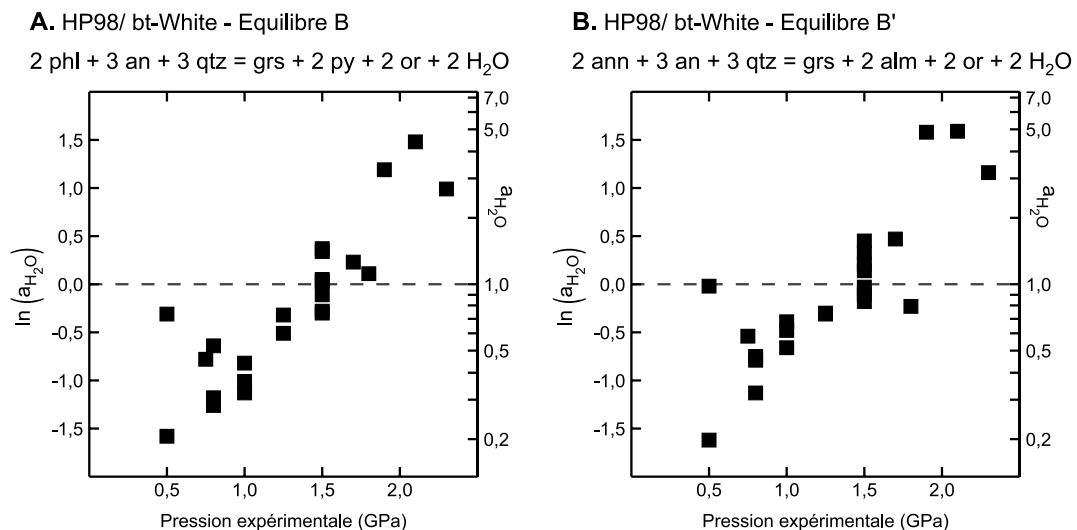 A. HP98/ bt-White - Equilibre B
2 phl + 3 an + 3 qtz = grs + 2 py + 2 or + 2 H₂O
1,5
1,0
0,5
0,0
-0,5
-1,0
-1,5
ln (aH₂O)
7,0
5,0
1,0
0,5
0,2
aH₂O
0,5 1,0 1,5 2,0
Pression expérimentale (GPa)
B. HP98/ bt-White - Equilibre B'
2 ann + 3 an + 3 qtz = grs + 2 alm + 2 or + 2 H₂O
1,5
1,0
0,5
0,0
-0,5
-1,0
-1,5
ln (aH₂O)
7,0
5,0
1,0
0,5
0,2
aH₂O
0,5 1,0 1,5 2,0
Pression expérimentale (GPa)